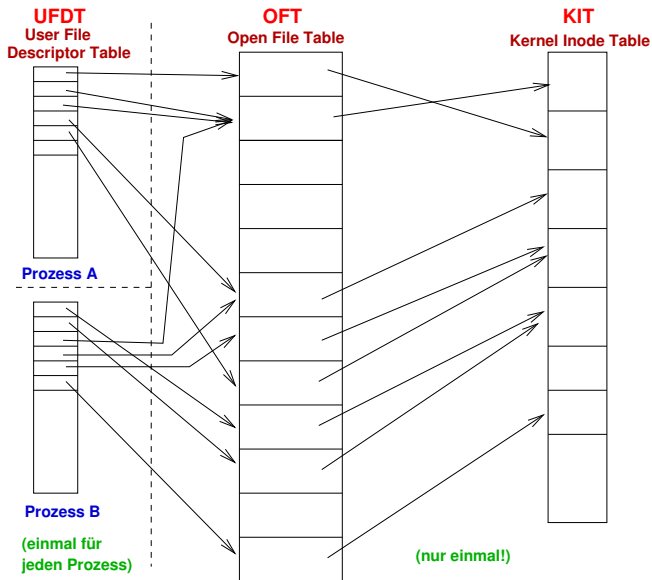 UFDT
User File
Descriptor Table
OFT
Open File Table
KIT
Kernel Inode Table
Prozess A
Prozess B
(einmal für
jeden Prozess)
(nur einmal!)